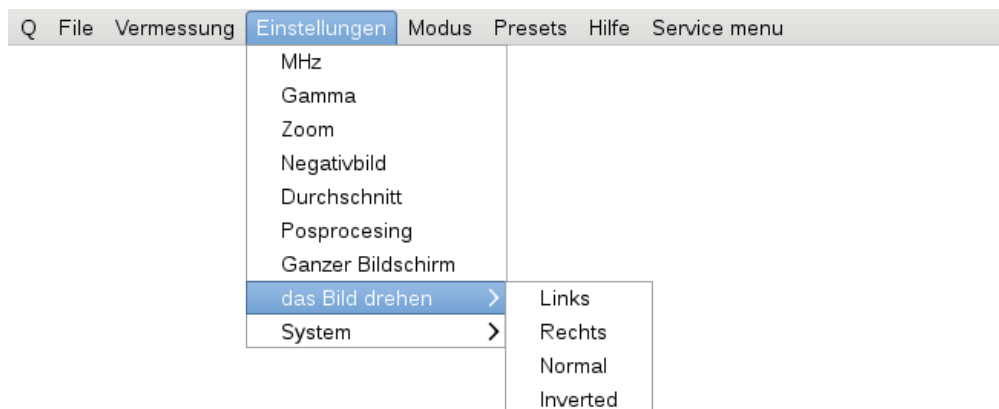 Q File Vermessung Einstellungen Modus Presets Hilfe Service menu
MHz
Gamma
Zoom
Negativbild
Durchschnitt
Posprocesing
Ganzer Bildschirm
das Bild drehen > Links
System > Rechts
Normal
Inverted